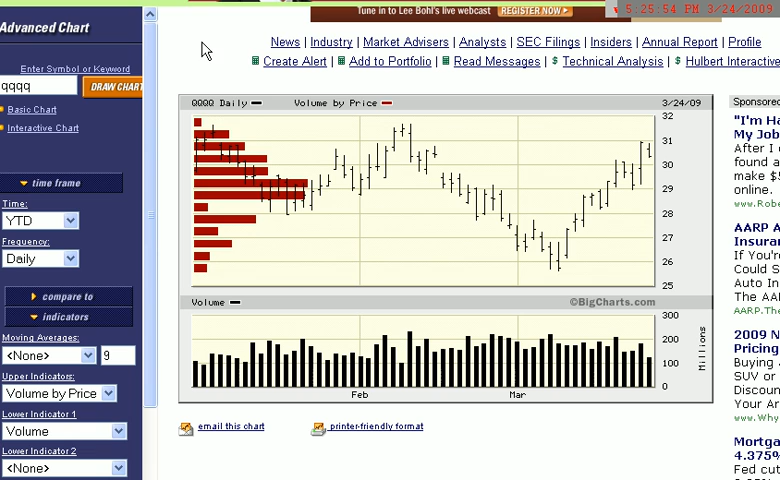 Tune in to Lee Bohl's live webcast REGISTER NOW
5:25:54 PM 3/24/2009
Advanced Chart
Enter Symbol or Keyword
qqqq
DRAW CHART
Basic Chart
Interactive Chart
time frame
Time:
YTD
Frequency:
Daily
compare to
indicators
Moving Averages:
<None> 9
Upper Indicators:
Volume by Price
Lower Indicator 1
Volume
Lower Indicator 2
<None>
News | Industry | Market Advisers | Analysts | SEC Filings | Insiders | Annual Report | Profile
Create Alert | Add to Portfolio | Read Messages | $ Technical Analysis | $ Hulbert Interactive
QQQQ Daily Volume by Price 3/24/09
32
31
30
29
28
27
26
25
Volume ©BigCharts.com
300
200
100
0
Millions
Feb Mar
email this chart printer-friendly format
Sponsored
"I'm Ha
My Job
After I
found a
make $
online.
www.Robe
AARP A
Insuran
If You're
Could S
Auto In
The AA
AARP.The
2009 N
Pricing
Buying
SUV or
Discoun
Your Ar
www.Why
Mortga
4.375%
Fed cut